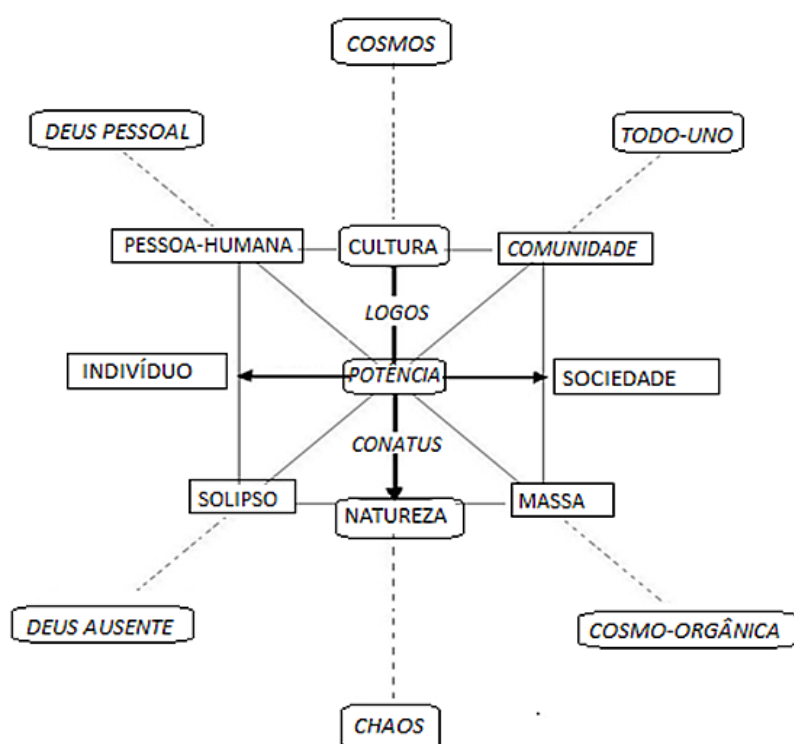 COSMOS
DEUS PESSOAL
TODO-UNO
PESSOA-HUMANA
CULTURA
COMUNIDADE
LOGOS
INDIVÍDUO
POTÊNCIA
SOCIEDADE
CONATUS
SOLIPSO
NATUREZA
MASSA
DEUS AUSENTE
COSMO-ORGÂNICA
CHAOS